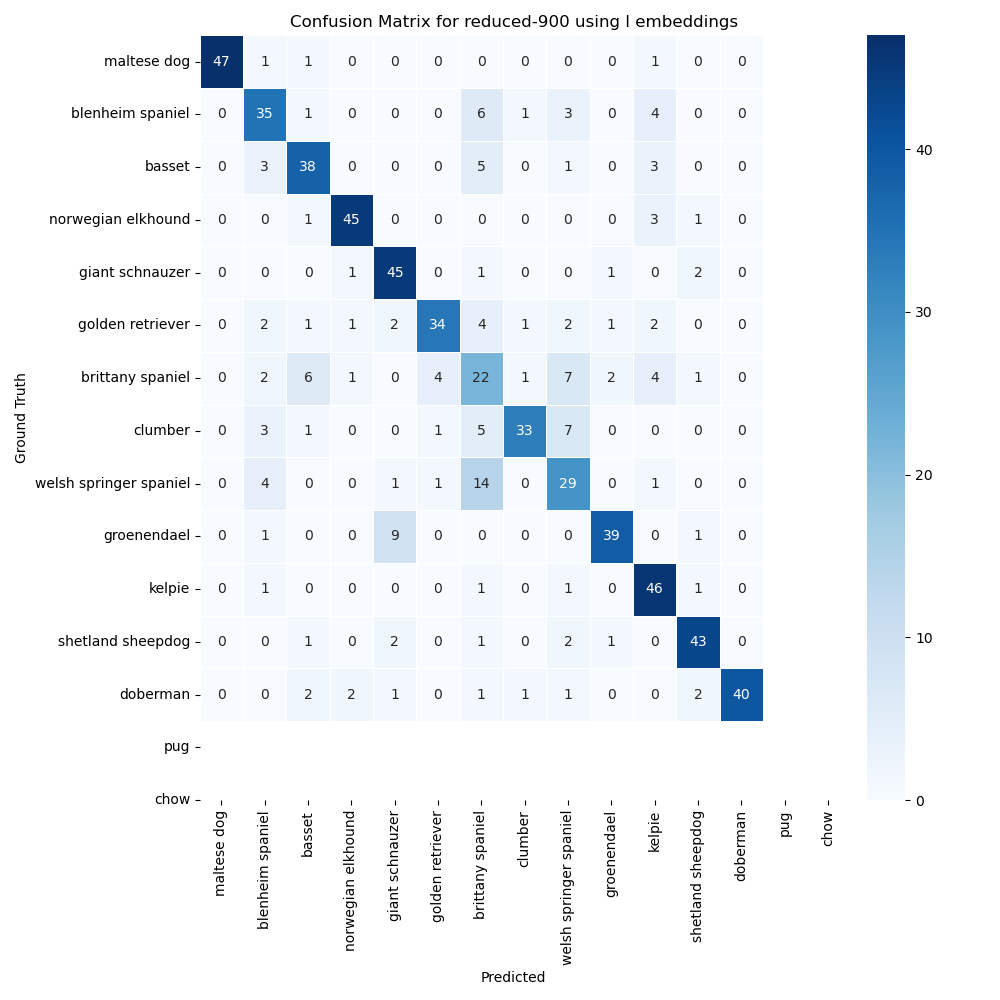 Confusion Matrix for reduced-900 using l embeddings
Ground Truth
maltese dog 47 1 1 0 0 0 0 0 0 0 1 0 0
blenheim spaniel 0 35 1 0 0 0 6 1 3 0 4 0 0
basset 0 3 38 0 0 0 5 0 1 0 3 0 0
norwegian elkhound 0 0 1 45 0 0 0 0 0 0 3 1 0
giant schnauzer 0 0 0 1 45 0 1 0 0 1 0 2 0
golden retriever 0 2 1 1 2 34 4 1 2 1 2 0 0
brittany spaniel 0 2 6 1 0 4 22 1 7 2 4 1 0
clumber 0 3 1 0 0 1 5 33 7 0 0 0 0
welsh springer spaniel 0 4 0 0 1 1 14 0 29 0 1 0 0
groenendael 0 1 0 0 9 0 0 0 0 39 0 1 0
kelpie 0 1 0 0 0 0 1 0 1 0 46 1 0
shetland sheepdog 0 0 1 0 2 0 1 0 2 1 0 43 0
doberman 0 0 2 2 1 0 1 1 1 0 0 2 40
pug
chow
maltese dog
blenheim spaniel
basset
norwegian elkhound
giant schnauzer
golden retriever
brittany spaniel
clumber
welsh springer spaniel
groenendael
kelpie
shetland sheepdog
doberman
pug
chow
Predicted
40
30
20
10
0